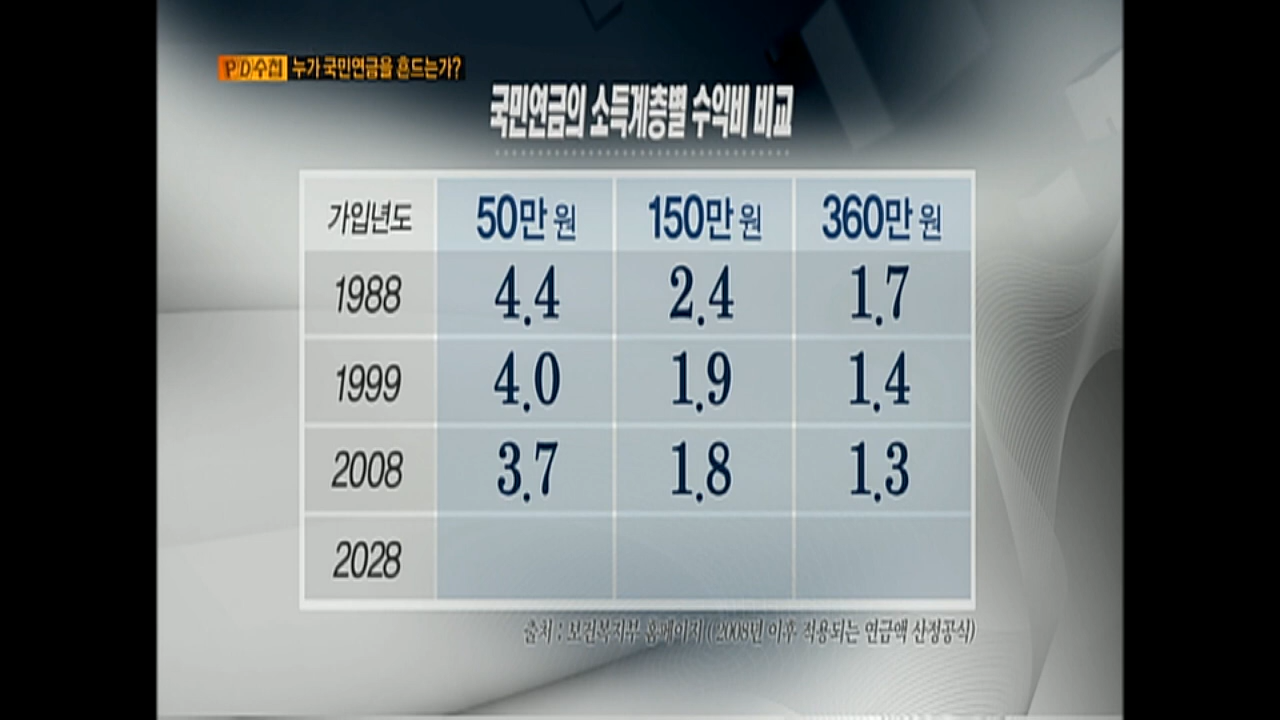 PD수첩 누가 국민연금을 흔드는가?
국민연금의 소득계층별 수익비 비교
가입년도 50만 원 150만 원 360만 원
1988 4.4 2.4 1.7
1999 4.0 1.9 1.4
2008 3.7 1.8 1.3
2028
출처 : 보건복지부 홈페이지 ( 2008년 이후 적용되는 연금액 산정공식)